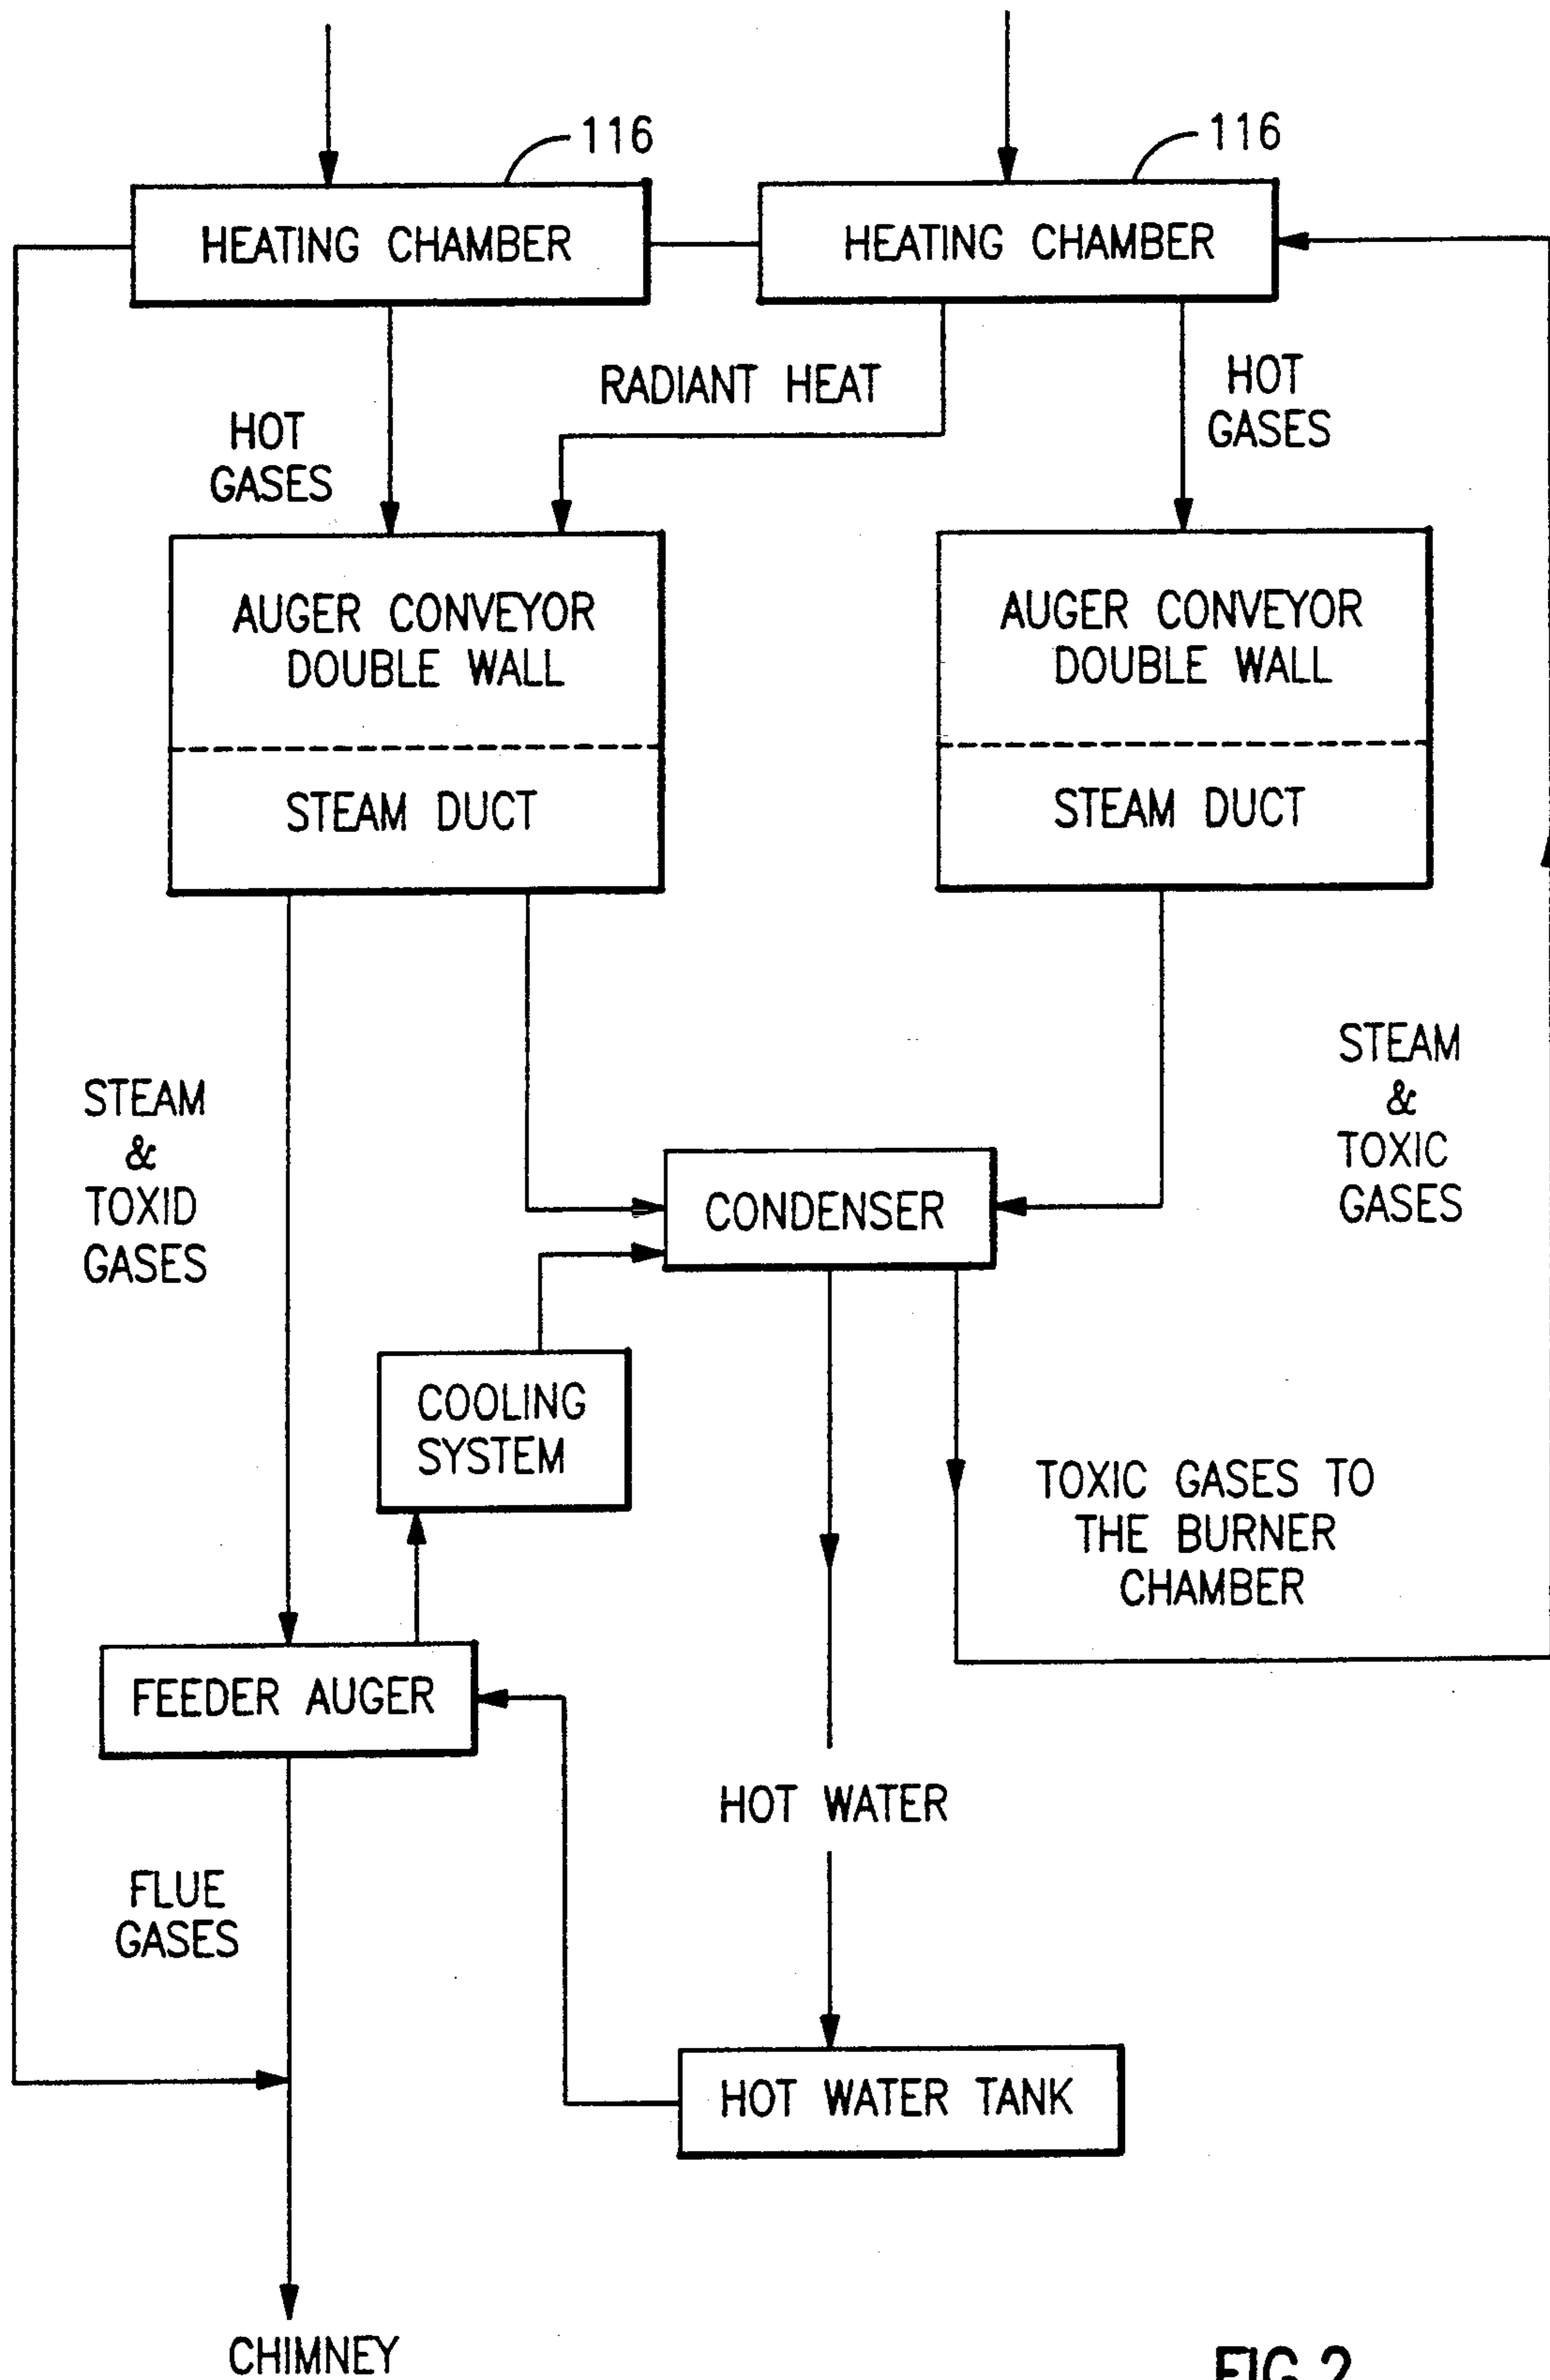 116
116
HEATING CHAMBER
HEATING CHAMBER
RADIANT HEAT
HOT
GASES
HOT
GASES
AUGER CONVEYOR
DOUBLE WALL
STEAM DUCT
AUGER CONVEYOR
DOUBLE WALL
STEAM DUCT
STEAM
&
TOXID
GASES
STEAM
&
TOXIC
GASES
CONDENSER
COOLING
SYSTEM
TOXIC GASES TO
THE BURNER
CHAMBER
FEEDER AUGER
HOT WATER
FLUE
GASES
HOT WATER TANK
CHIMNEY
FIG. 2